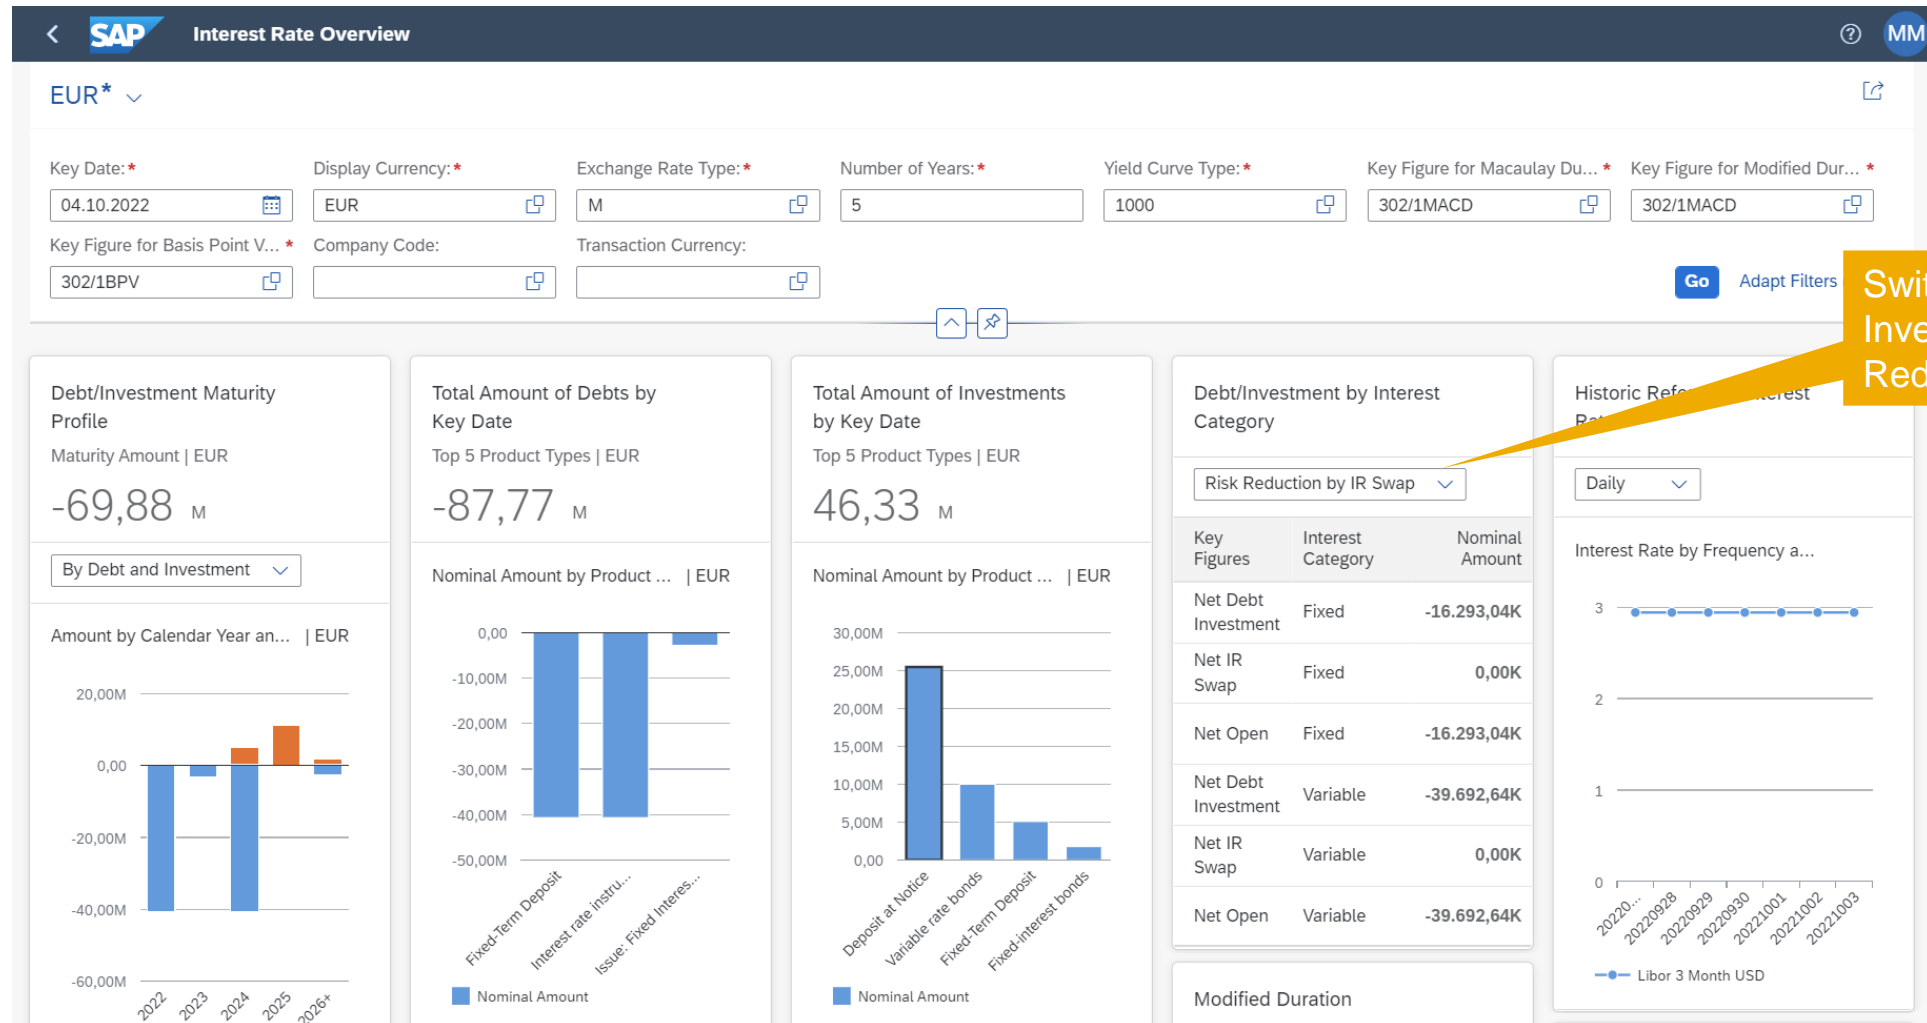 SAP Interest Rate Overview
MM
EUR*
Key Date:* Display Currency:* Exchange Rate Type:* Number of Years:* Yield Curve Type:* Key Figure for Macaulay Du... * Key Figure for Modified Dur... *
04.10.2022 EUR M 5 1000 302/1MACD 302/1MACD
Key Figure for Basis Point V... * Company Code: Transaction Currency:
302/1BPV
Go Adapt Filters
Debt/Investment Maturity
Profile
Maturity Amount | EUR
-69,88 M
By Debt and Investment
Amount by Calendar Year an... | EUR
20,00M
0,00
-20,00M
-40,00M
-60,00M
2022 2023 2024 2025 2026+
Total Amount of Debts by
Key Date
Top 5 Product Types | EUR
-87,77 M
Nominal Amount by Product ... | EUR
0,00
-10,00M
-20,00M
-30,00M
-40,00M
-50,00M
Fixed-Term Deposit
Interest rate instru...
Issue: Fixed Interes...
Nominal Amount
Total Amount of Investments
by Key Date
Top 5 Product Types | EUR
46,33 M
Nominal Amount by Product ... | EUR
30,00M
25,00M
20,00M
15,00M
10,00M
5,00M
0,00
Deposit at Notice
Variable rate bonds
Fixed-Term Deposit
Fixed-interest bonds
Nominal Amount
Debt/Investment by Interest
Category
Risk Reduction by IR Swap
Key Figures Interest Category Nominal Amount
Net Debt Investment Fixed -16.293,04K
Net IR Swap Fixed 0,00K
Net Open Fixed -16.293,04K
Net Debt Investment Variable -39.692,64K
Net IR Swap Variable 0,00K
Net Open Variable -39.692,64K
Modified Duration
Historic
Daily
Interest Rate by Frequency a...
3
2
1
0
20220... 20220928 20220929 20220930 20221001 20221002 20221003
Libor 3 Month USD